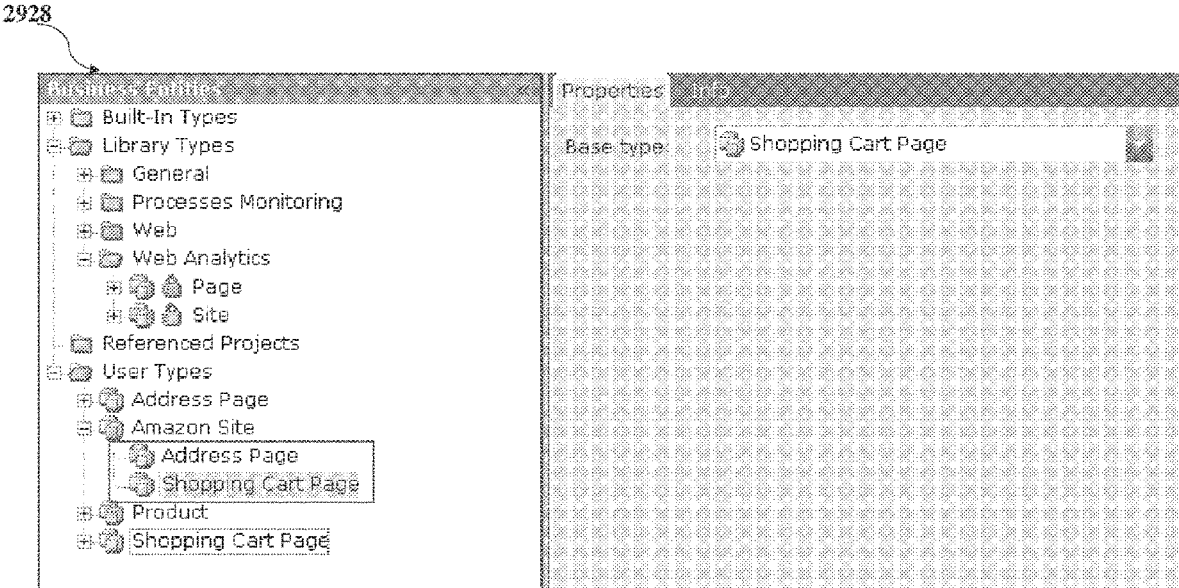 2928
Business Entities
Properties Info
Built-In Types
Base type Shopping Cart Page
Library Types
General
Processes Monitoring
Web
Web Analytics
Page
Site
Referenced Projects
User Types
Address Page
Amazon Site
Address Page
Shopping Cart Page
Product
Shopping Cart Page